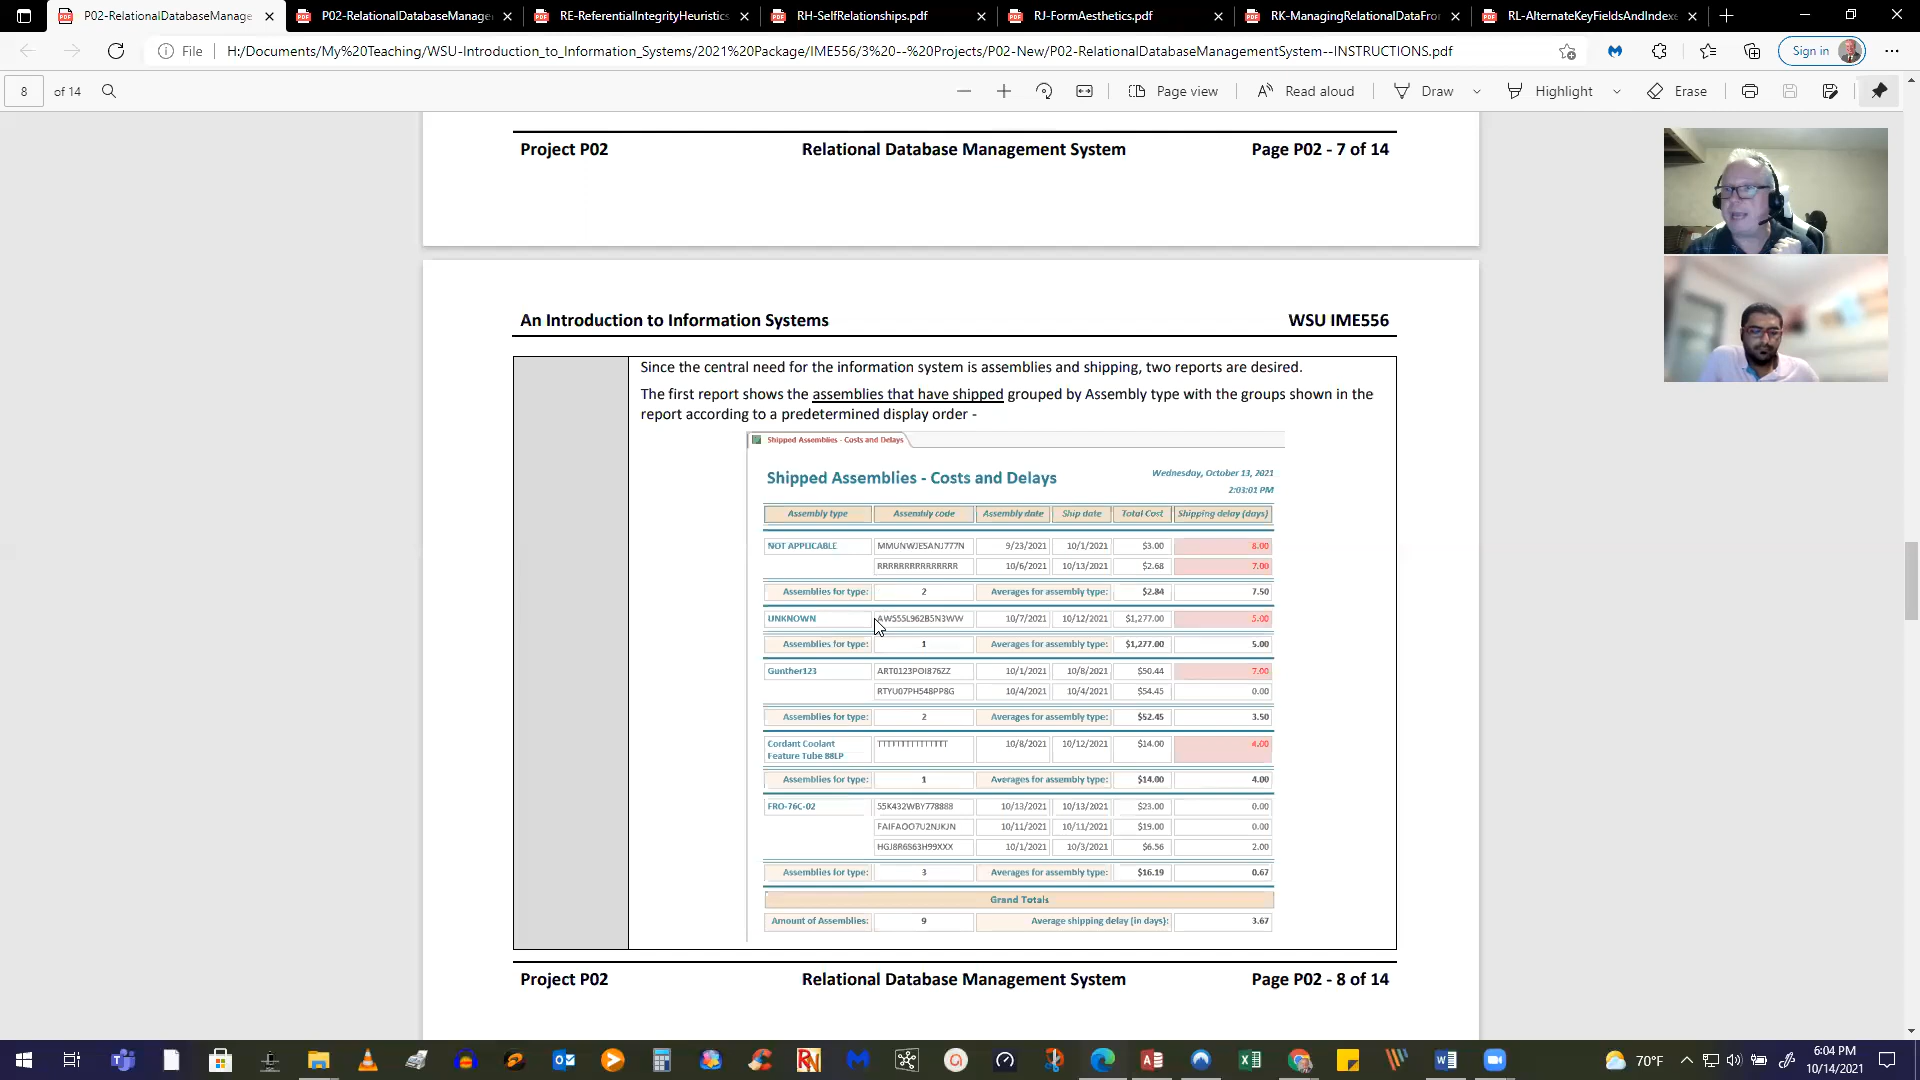 P02-RelationalDatabaseManage
P02-RelationalDatabaseManage
RE-ReferentialIntegrityHeuristics
RH-SelfRelationships.pdf
RJ-FormAesthetics.pdf
RK-ManagingRelationalDataFro
RL-AlternateKeyFieldsAndIndex
File
H:/Documents/My%20Teaching/WSU-Introduction_to_Information_Systems/2021%20Package/IME556/3%20--%20Projects/P02-New/P02-RelationalDatabaseManagementSystem--INSTRUCTIONS.pdf
Sign in
8 of 14
Page view
Read aloud
Draw
Highlight
Erase
Project P02 Relational Database Management System Page P02 - 7 of 14
An Introduction to Information Systems WSU IME556
Since the central need for the information system is assemblies and shipping, two reports are desired.
The first report shows the assemblies that have shipped grouped by Assembly type with the groups shown in the
report according to a predetermined display order -
Shipped Assemblies - Costs and Delays
Shipped Assemblies - Costs and Delays
Wednesday, October 13, 2021
2:03:01 PM
Assembly type Assembly code Assembly date Ship date Total Cost Shipping delay (days)
NOT APPLICABLE MMUNWJESANJ777N 9/23/2021 10/1/2021 $3.00 8.00
RRRRRRRRRRRRRRR 10/6/2021 10/13/2021 $2.68 7.00
Assemblies for type: 2 Averages for assembly type: $2.84 7.50
UNKNOWN AWS55L962B5N3WW 10/7/2021 10/12/2021 $1,277.00 5.00
Assemblies for type: 1 Averages for assembly type: $1,277.00 5.00
Gunther123 ART0123POI876ZZ 10/1/2021 10/8/2021 $50.44 7.00
RTYU07PH548PP8G 10/4/2021 10/4/2021 $54.45 0.00
Assemblies for type: 2 Averages for assembly type: $52.45 3.50
Cordant Coolant TTTTTTTTTTTTTTT 10/8/2021 10/12/2021 $14.00 4.00
Feature Tube 88LP
Assemblies for type: 1 Averages for assembly type: $14.00 4.00
FRO-76C-02 55K432WBY778888 10/13/2021 10/13/2021 $23.00 0.00
FAIFAOO7U2NJKJN 10/11/2021 10/11/2021 $19.00 0.00
HGJ8R6S63H99XXX 10/1/2021 10/3/2021 $6.56 2.00
Assemblies for type: 3 Averages for assembly type: $16.19 0.67
Grand Totals
Amount of Assemblies: 9 Average shipping delay (in days): 3.67
Project P02 Relational Database Management System Page P02 - 8 of 14
70°F
6:04 PM
10/14/2021